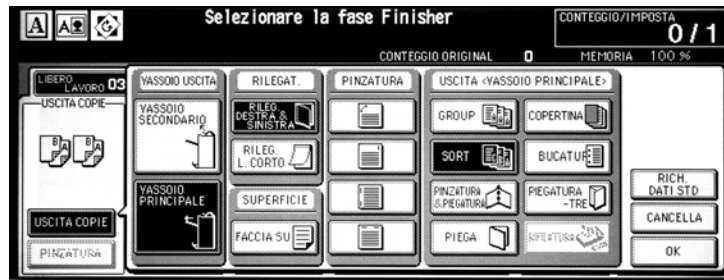 Selezionare la fase Finisher
CONTEGGIO/IMPOSTA
0 / 1
CONTEGGIO ORIGINAL 0 MEMORIA 100 %
LIBERO
LAVORO 03
USCITA COPIE
B A B A
USCITA COPIE
PINZATURA
VASSOIO USCITA
VASSOIO
SECONDARIO
VASSOIO
PRINCIPALE
RILEGAT.
RILEG.
DESTRA &
SINISTRA
RILEG.
L. CORTO
SUPERFICIE
FACCIA SU
PINZATURA
USCITA <VASSOIO PRINCIPALE>
GROUP
COPERTINA
SORT
BUCATUR
PINZATURA
&PIEGATURA
PIEGATURA
-TRE
PIEGA
RIFILATURA
RICH.
DATI STD
CANCELLA
OK